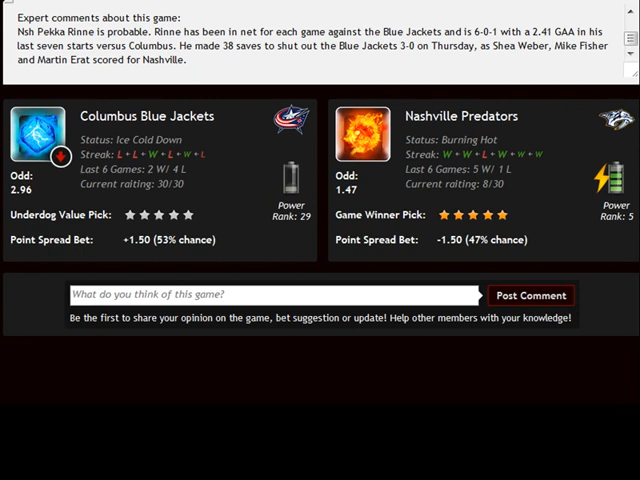 Expert comments about this game:
Nsh Pekka Rinne is probable. Rinne has been in net for each game against the Blue Jackets and is 6-0-1 with a 2.41 GAA in his
last seven starts versus Columbus. He made 38 saves to shut out the Blue Jackets 3-0 on Thursday, as Shea Weber, Mike Fisher
and Martin Erat scored for Nashville.
Columbus Blue Jackets
Status: Ice Cold Down
Streak: L + L + W + L + W + L
Last 6 Games: 2 W/ 4 L
Current raiting: 30/30
Odd:
2.96
Power
Rank: 29
Underdog Value Pick:
Point Spread Bet: +1.50 (53% chance)
Nashville Predators
Status: Burning Hot
Streak: W + W + L + W + W + W
Last 6 Games: 5 W/ 1 L
Current raiting: 8/30
Odd:
1.47
Power
Rank: 5
Game Winner Pick:
Point Spread Bet: -1.50 (47% chance)
What do you think of this game?
Post Comment
Be the first to share your opinion on the game, bet suggestion or update! Help other members with your knowledge!